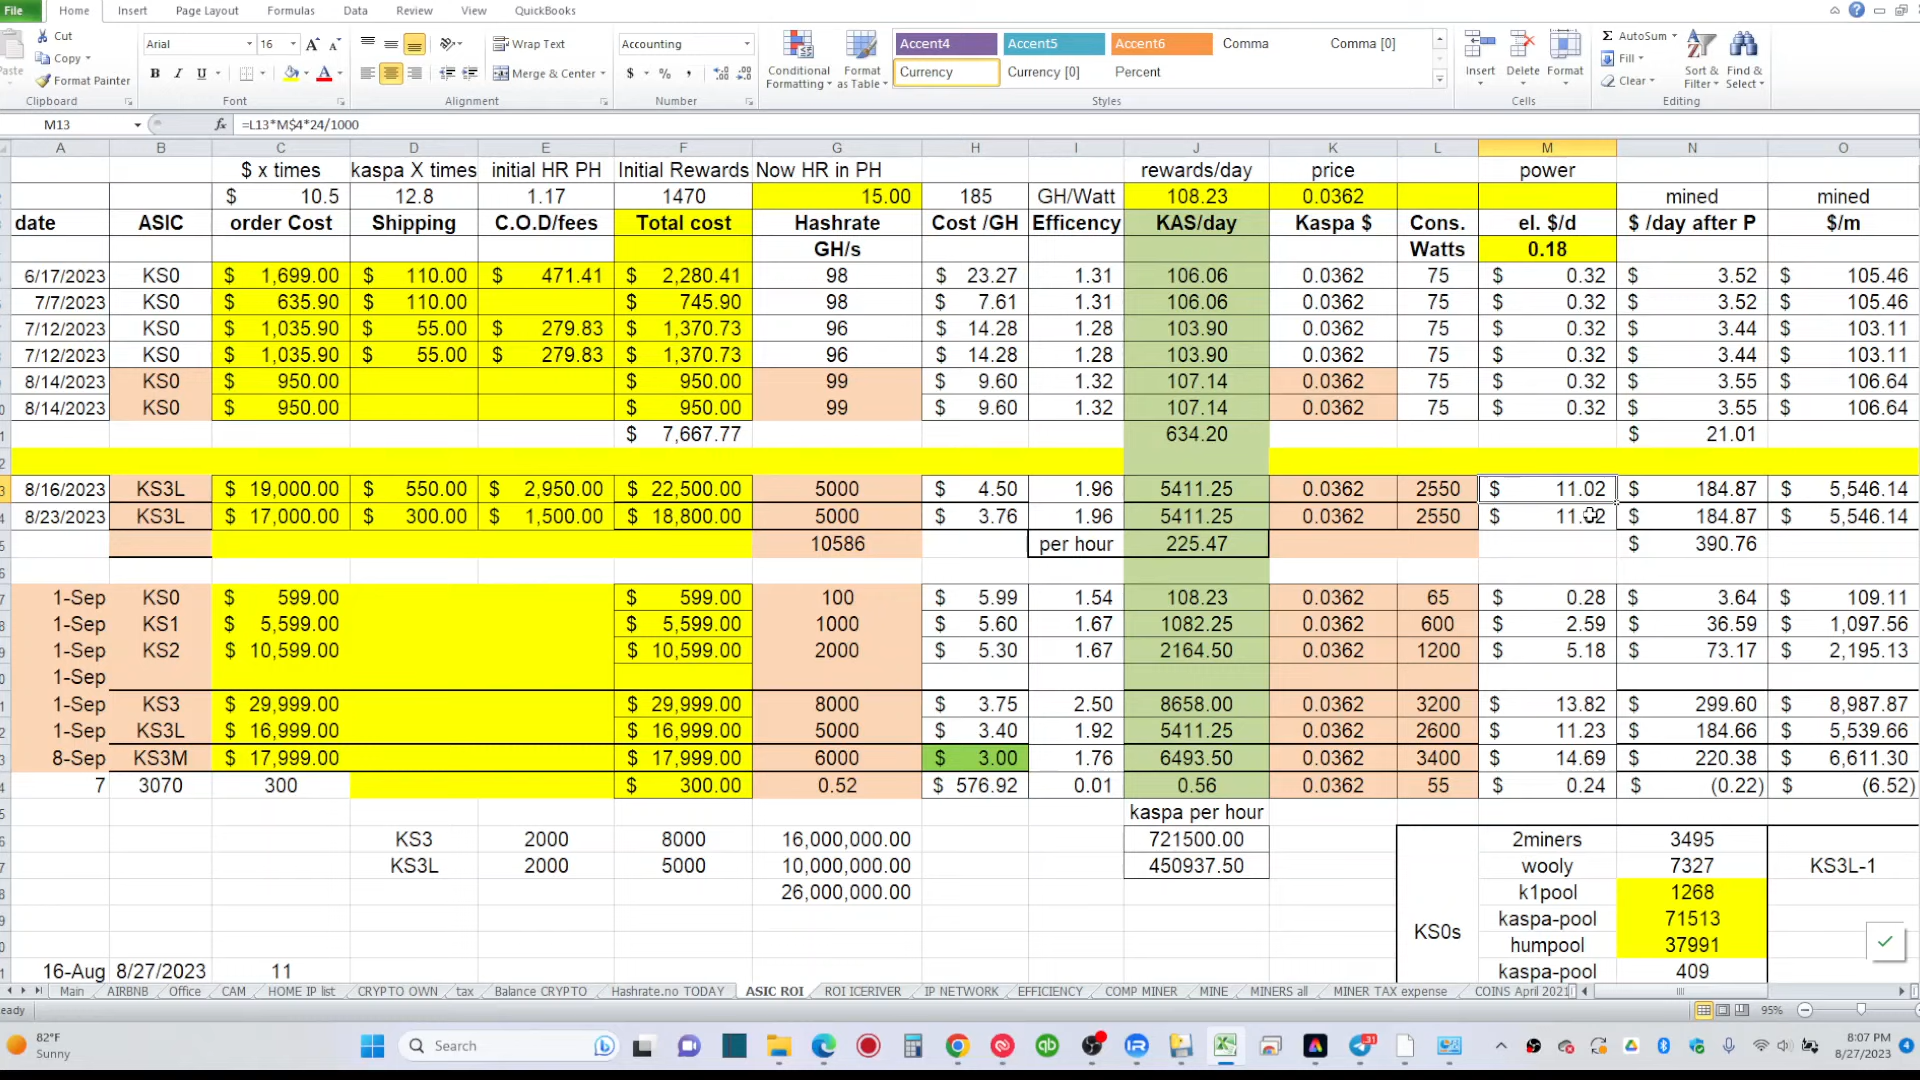 File Home Insert Page Layout Formulas Data Review View QuickBooks
Cut
Copy
Format Painter
Paste
Clipboard
Arial 16
B I U
Font
Wrap Text
Merge & Center
Alignment
Accounting
$ % ,
Number
Conditional Formatting
Format as Table
Accent4 Accent5 Accent6 Comma Comma [0]
Currency Currency [0] Percent
Styles
Insert Delete Format
Cells
AutoSum
Fill
Clear
Sort & Filter
Find & Select
Editing
M13 fx =L13*M$4*24/1000
A B C D E F G H I J K L M N O
$ x times kaspa X times initial HR PH Initial Rewards Now HR in PH rewards/day price power
$ 10.5 12.8 1.17 1470 15.00 185 GH/Watt 108.23 0.0362 mined mined
date ASIC order Cost Shipping C.O.D/fees Total cost Hashrate Cost /GH Efficency KAS/day Kaspa $ Cons. el. $/d $ /day after P $/m
GH/s Watts 0.18
6/17/2023 KS0 $ 1,699.00 $ 110.00 $ 471.41 $ 2,280.41 98 $ 23.27 1.31 106.06 0.0362 75 $ 0.32 $ 3.52 $ 105.46
7/7/2023 KS0 $ 635.90 $ 110.00 $ 745.90 98 $ 7.61 1.31 106.06 0.0362 75 $ 0.32 $ 3.52 $ 105.46
7/12/2023 KS0 $ 1,035.90 $ 55.00 $ 279.83 $ 1,370.73 96 $ 14.28 1.28 103.90 0.0362 75 $ 0.32 $ 3.44 $ 103.11
7/12/2023 KS0 $ 1,035.90 $ 55.00 $ 279.83 $ 1,370.73 96 $ 14.28 1.28 103.90 0.0362 75 $ 0.32 $ 3.44 $ 103.11
8/14/2023 KS0 $ 950.00 $ 950.00 99 $ 9.60 1.32 107.14 0.0362 75 $ 0.32 $ 3.55 $ 106.64
8/14/2023 KS0 $ 950.00 $ 950.00 99 $ 9.60 1.32 107.14 0.0362 75 $ 0.32 $ 3.55 $ 106.64
$ 7,667.77 634.20 $ 21.01
8/16/2023 KS3L $ 19,000.00 $ 550.00 $ 2,950.00 $ 22,500.00 5000 $ 4.50 1.96 5411.25 0.0362 2550 $ 11.02 $ 184.87 $ 5,546.14
8/23/2023 KS3L $ 17,000.00 $ 300.00 $ 1,500.00 $ 18,800.00 5000 $ 3.76 1.96 5411.25 0.0362 2550 $ $ 184.87 $ 5,546.14
10586 per hour 225.47 $ 390.76
1-Sep KS0 $ 599.00 $ 599.00 100 $ 5.99 1.54 108.23 0.0362 65 $ 0.28 $ 3.64 $ 109.11
1-Sep KS1 $ 5,599.00 $ 5,599.00 1000 $ 5.60 1.67 1082.25 0.0362 600 $ 2.59 $ 36.59 $ 1,097.56
1-Sep KS2 $ 10,599.00 $ 10,599.00 2000 $ 5.30 1.67 2164.50 0.0362 1200 $ 5.18 $ 73.17 $ 2,195.13
1-Sep
1-Sep KS3 $ 29,999.00 $ 29,999.00 8000 $ 3.75 2.50 8658.00 0.0362 3200 $ 13.82 $ 299.60 $ 8,987.87
1-Sep KS3L $ 16,999.00 $ 16,999.00 5000 $ 3.40 1.92 5411.25 0.0362 2600 $ 11.23 $ 184.66 $ 5,539.66
8-Sep KS3M $ 17,999.00 $ 17,999.00 6000 $ 3.00 1.76 6493.50 0.0362 3400 $ 14.69 $ 220.38 $ 6,611.30
7 3070 300 $ 300.00 0.52 $ 576.92 0.01 0.56 0.0362 55 $ 0.24 $ (0.22) $ (6.52)
kaspa per hour
KS3 2000 8000 16,000,000.00 721500.00 2miners 3495
KS3L 2000 5000 10,000,000.00 450937.50 wooly 7327 KS3L-1
26,000,000.00 k1pool 1268
kaspa-pool 71513
KS0s
humpool 37991
16-Aug 8/27/2023 11 kaspa-pool 409
Main AIRBNB Office CAM HOME IP list CRYPTO OWN tax Balance CRYPTO Hashrate.no TODAY ASIC ROI ROI ICERIVER IP NETWORK EFFICIENCY COMP MINER MINE MINERS all MINER TAX expense COINS April 2021
eady 95%
82°F
Sunny
Search
31
8:07 PM
8/27/2023
4